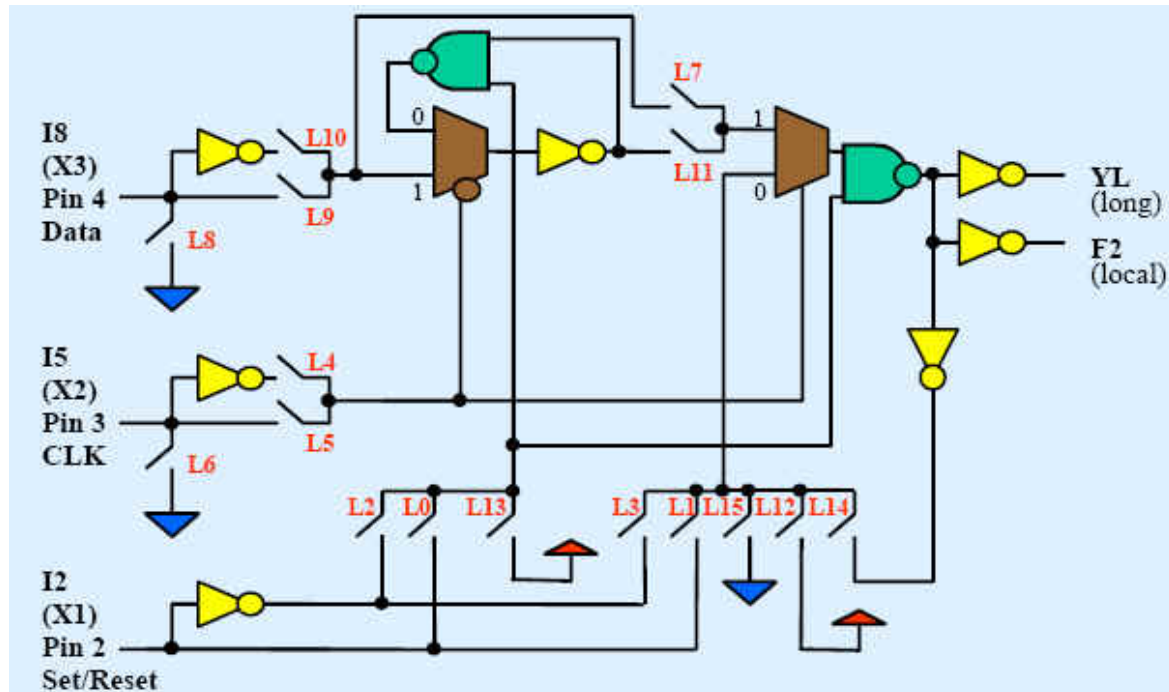 L7
I8
0
1
L10
(X3)
L11
YL
Pin 4
1
0
(long)
L9
Data
L8
F2
(local)
I5
L4
(X2)
Pin 3
L5
CLK
L6
L2
L0
L13
L3
L1
L15
L12
L14
I2
(X1)
Pin 2
Set/Reset